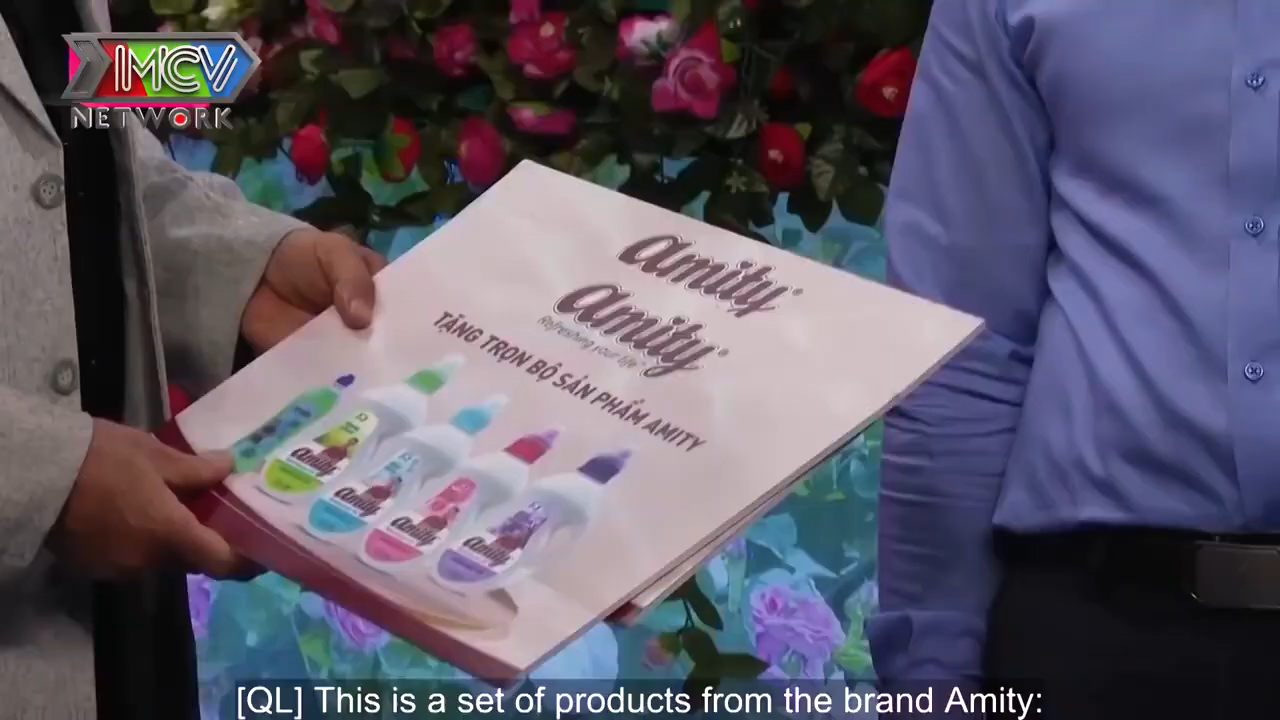 MCV
NETWORK
amity
amity
Refreshing your life
TẶNG TRỌN BỘ SẢN PHẨM AMITY
amity
amity
amity
amity
[QL] This is a set of products from the brand Amity: